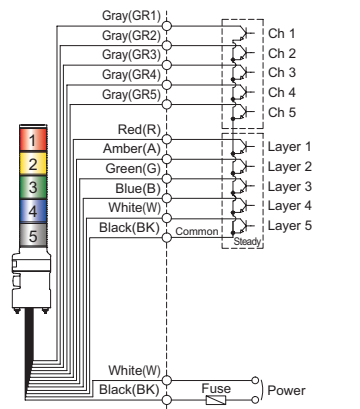 Gray(GR1)
Ch 1
Gray(GR2)
Ch 2
Gray(GR3)
Ch 3
Gray(GR4)
Ch 4
Gray(GR5)
Ch 5
Red(R)
Layer 1
Amber(A)
Layer 2
Green(G)
Layer 3
Blue(B)
Layer 4
White(W)
Layer 5
Black(BK)
Common
Steady
1
2
3
4
5
White(W)
Black(BK)
Fuse
Power